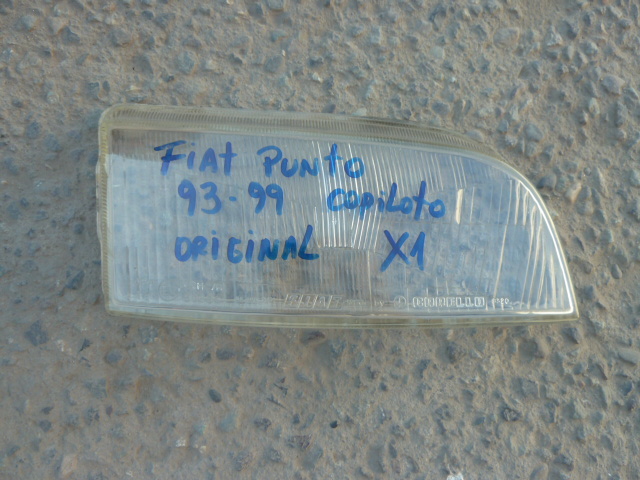 FIAT PUNTO
93-99 COPILOTO
ORIGINAL X1